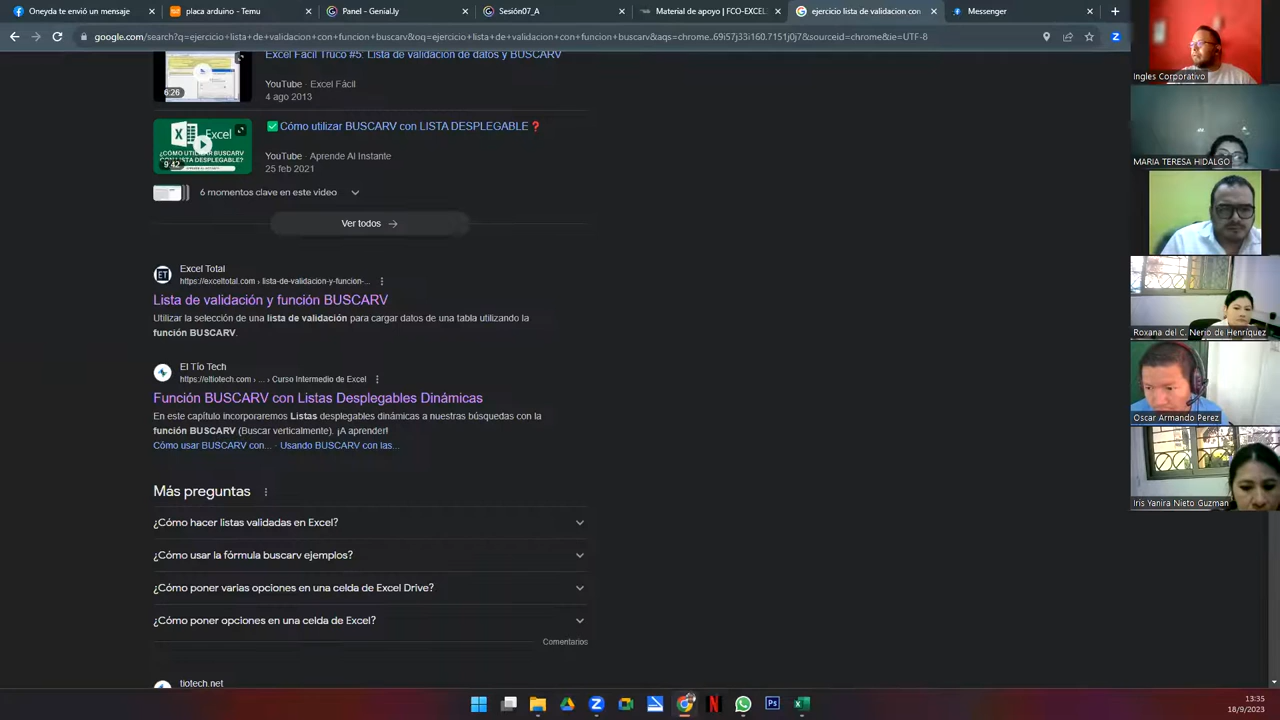 Oneyda te envió un mensaje
placa arduino - Temu
Panel - Genial.ly
Sesión07_A
Material de apoyo | FCO-EXCEL
ejercicio lista de validacion con
Messenger
google.com/search?q=ejercicio+lista+de+validacion+con+funcion+buscarv&oq=ejercicio+lista+de+validacion+con+funcion+buscarv&aqs=chrome..69i57j33i160.7151j0j7&sourceid=chrome&ie=UTF-8
Excel Fácil Truco #5: Lista de validación de datos y BUSCARV
6:26
YouTube · Excel Fácil
4 ago 2013
✅Cómo utilizar BUSCARV con LISTA DESPLEGABLE❓
Excel
¿CÓMO UTILIZAR BUSCARV
CON LISTA DESPLEGABLE?
9:42
YouTube · Aprende Al Instante
25 feb 2021
6 momentos clave en este video
Ver todos →
Excel Total
https://exceltotal.com › lista-de-validacion-y-funcion-...
Lista de validación y función BUSCARV
Utilizar la selección de una lista de validación para cargar datos de una tabla utilizando la
función BUSCARV.
El Tío Tech
https://eltiotech.com › ... › Curso Intermedio de Excel
Función BUSCARV con Listas Desplegables Dinámicas
En este capítulo incorporaremos Listas desplegables dinámicas a nuestras búsquedas con la
función BUSCARV (Buscar verticalmente). ¡A aprender!
Cómo usar BUSCARV con... · Usando BUSCARV con las...
Más preguntas
¿Cómo hacer listas validadas en Excel?
¿Cómo usar la fórmula buscarv ejemplos?
¿Cómo poner varias opciones en una celda de Excel Drive?
¿Cómo poner opciones en una celda de Excel?
Comentarios
tiotech.net
Ingles Corporativo
MARIA TERESA HIDALGO
Roxana del C. Nerio de Henríquez
Oscar Armando Perez
Iris Yanira Nieto Guzman
13:35
18/9/2023